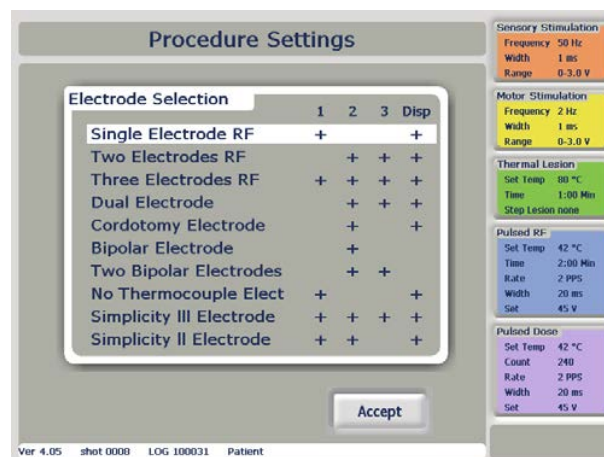 Procedure Settings
Electrode Selection
1 2 3 Disp
Single Electrode RF + +
Two Electrodes RF + + +
Three Electrodes RF + + + +
Dual Electrode + + +
Cordotomy Electrode + +
Bipolar Electrode +
Two Bipolar Electrodes + +
No Thermocouple Elect + +
Simplicity lll Electrode + + + +
Simplicity ll Electrode + + +
Accept
Ver 4.05 shot 0008 LOG 100031 Patient
Sensory Stimulation
Frequency 50 Hz
Width 1 ms
Range 0-3.0 V
Motor Stimulation
Frequency 2 Hz
Width 1 ms
Range 0-3.0 V
Thermal Lesion
Set Temp 80 °C
Time 1:00 Min
Step Lesion none
Pulsed RF
Set Temp 42 °C
Time 2:00 Min
Rate 2 PPS
Width 20 ms
Set 45 V
Pulsed Dose
Set Temp 42 °C
Count 240
Rate 2 PPS
Width 20 ms
Set 45 V